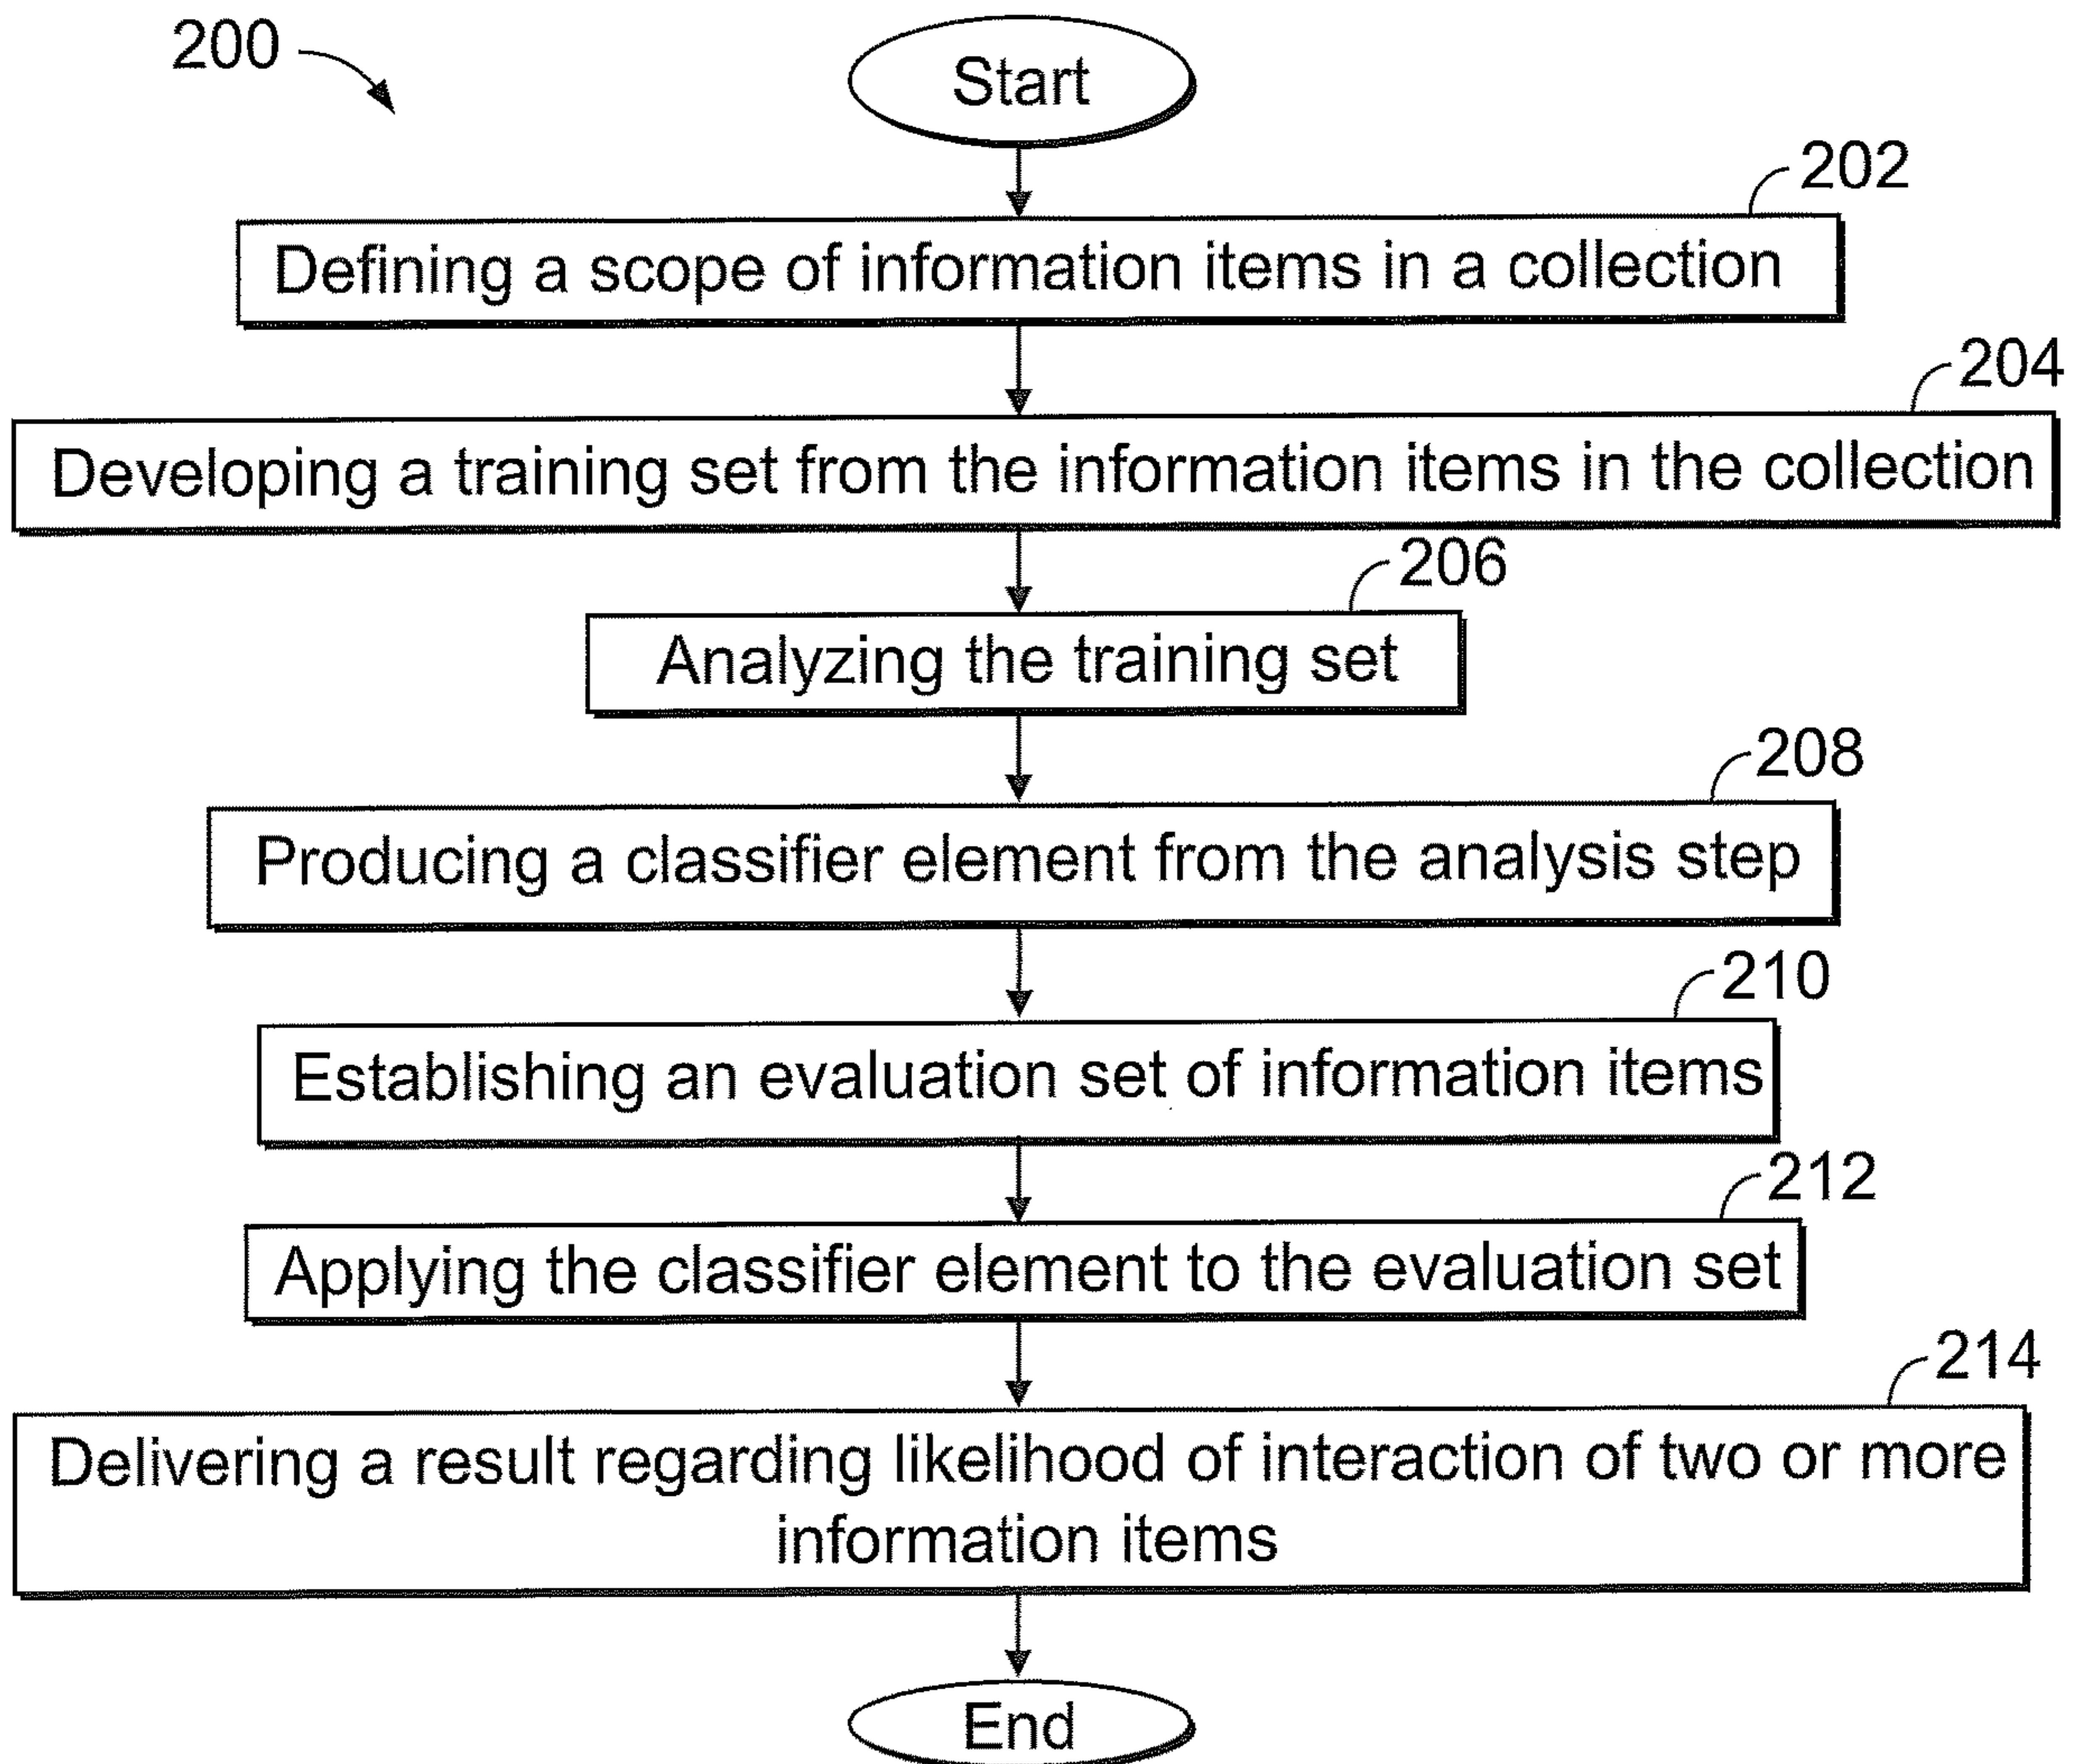 200
Start
202
Defining a scope of information items in a collection
204
Developing a training set from the information items in the collection
206
Analyzing the training set
208
Producing a classifier element from the analysis step
210
Establishing an evaluation set of information items
212
Applying the classifier element to the evaluation set
214
Delivering a result regarding likelihood of interaction of two or more
information items
End